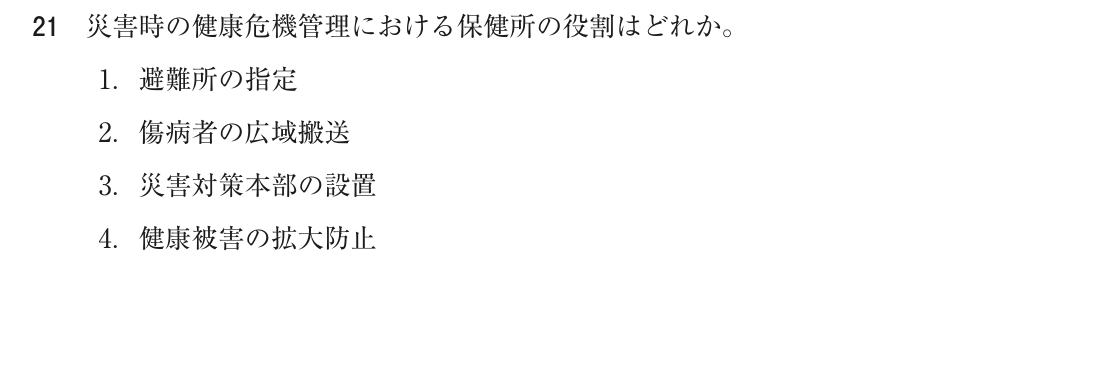 21 災害時の健康危機管理における保健所の役割はどれか。
1. 避難所の指定
2. 傷病者の広域搬送
3. 災害対策本部の設置
4. 健康被害の拡大防止